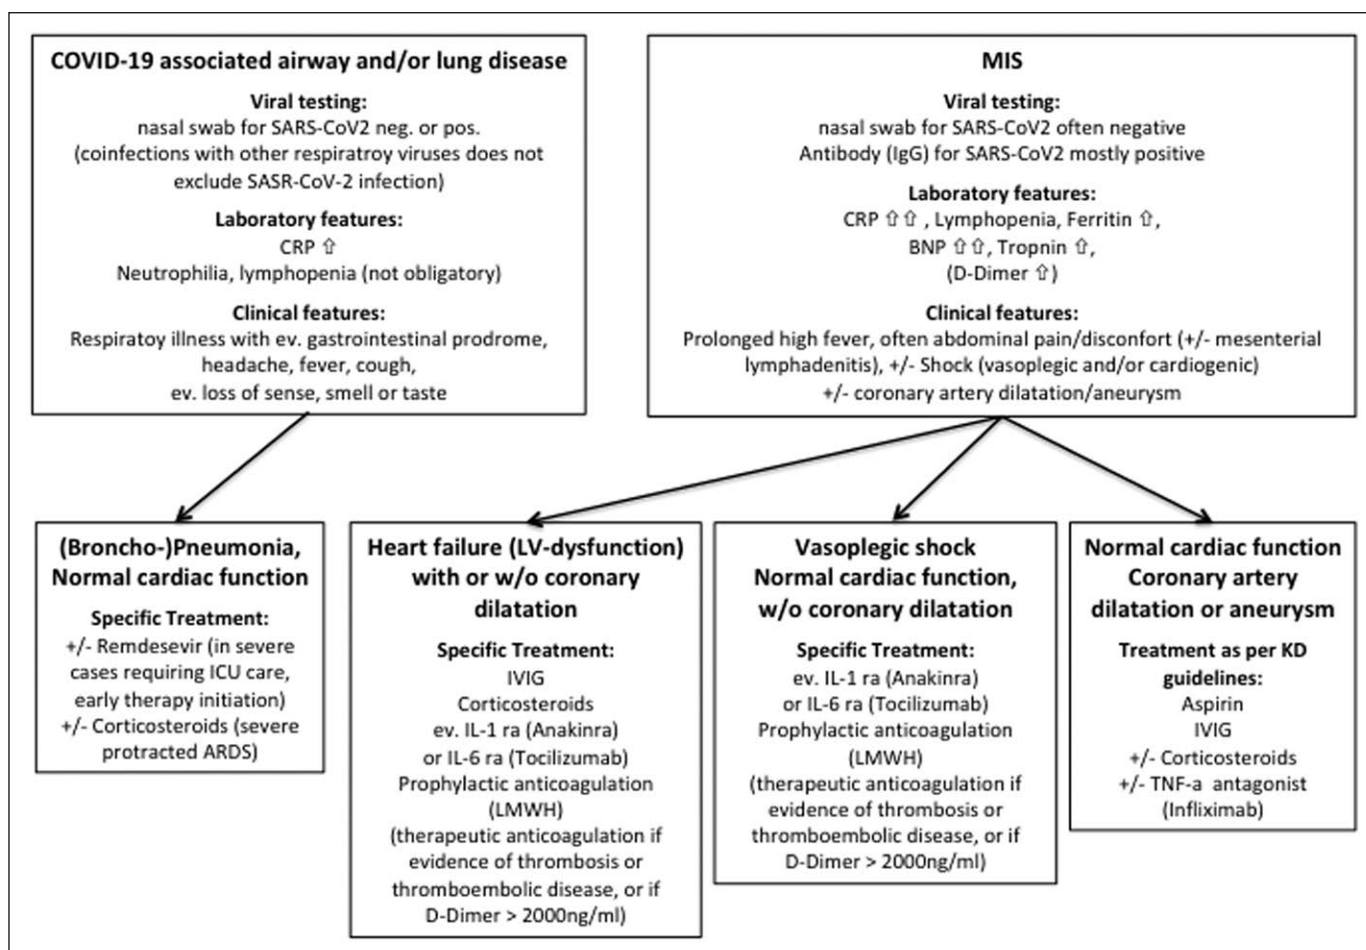 COVID-19 associated airway and/or lung disease
Viral testing:
nasal swab for SARS-CoV2 neg. or pos.
(coinfections with other respiratroy viruses does not
exclude SASR-CoV-2 infection)
Laboratory features:
CRP ⇧
Neutrophilia, lymphopenia (not obligatory)
Clinical features:
Respiratoy illness with ev. gastrointestinal prodrome,
headache, fever, cough,
ev. loss of sense, smell or taste
MIS
Viral testing:
nasal swab for SARS-CoV2 often negative
Antibody (IgG) for SARS-CoV2 mostly positive
Laboratory features:
CRP ⇧⇧ , Lymphopenia, Ferritin ⇧,
BNP ⇧⇧, Tropnin ⇧,
(D-Dimer ⇧)
Clinical features:
Prolonged high fever, often abdominal pain/disconfort (+/- mesenterial
lymphadenitis), +/- Shock (vasoplegic and/or cardiogenic)
+/- coronary artery dilatation/aneurysm
(Broncho-)Pneumonia,
Normal cardiac function
Specific Treatment:
+/- Remdesevir (in severe
cases requiring ICU care,
early therapy initiation)
+/- Corticosteroids (severe
protracted ARDS)
Heart failure (LV-dysfunction)
with or w/o coronary
dilatation
Specific Treatment:
IVIG
Corticosteroids
ev. IL-1 ra (Anakinra)
or IL-6 ra (Tocilizumab)
Prophylactic anticoagulation
(LMWH)
(therapeutic anticoagulation if
evidence of thrombosis or
thromboembolic disease, or if
D-Dimer > 2000ng/ml)
Vasoplegic shock
Normal cardiac function,
w/o coronary dilatation
Specific Treatment:
ev. IL-1 ra (Anakinra)
or IL-6 ra (Tocilizumab)
Prophylactic anticoagulation
(LMWH)
(therapeutic anticoagulation if
evidence of thrombosis or
thromboembolic disease, or if
D-Dimer > 2000ng/ml)
Normal cardiac function
Coronary artery
dilatation or aneurysm
Treatment as per KD
guidelines:
Aspirin
IVIG
+/- Corticosteroids
+/- TNF-a antagonist
(Infliximab)